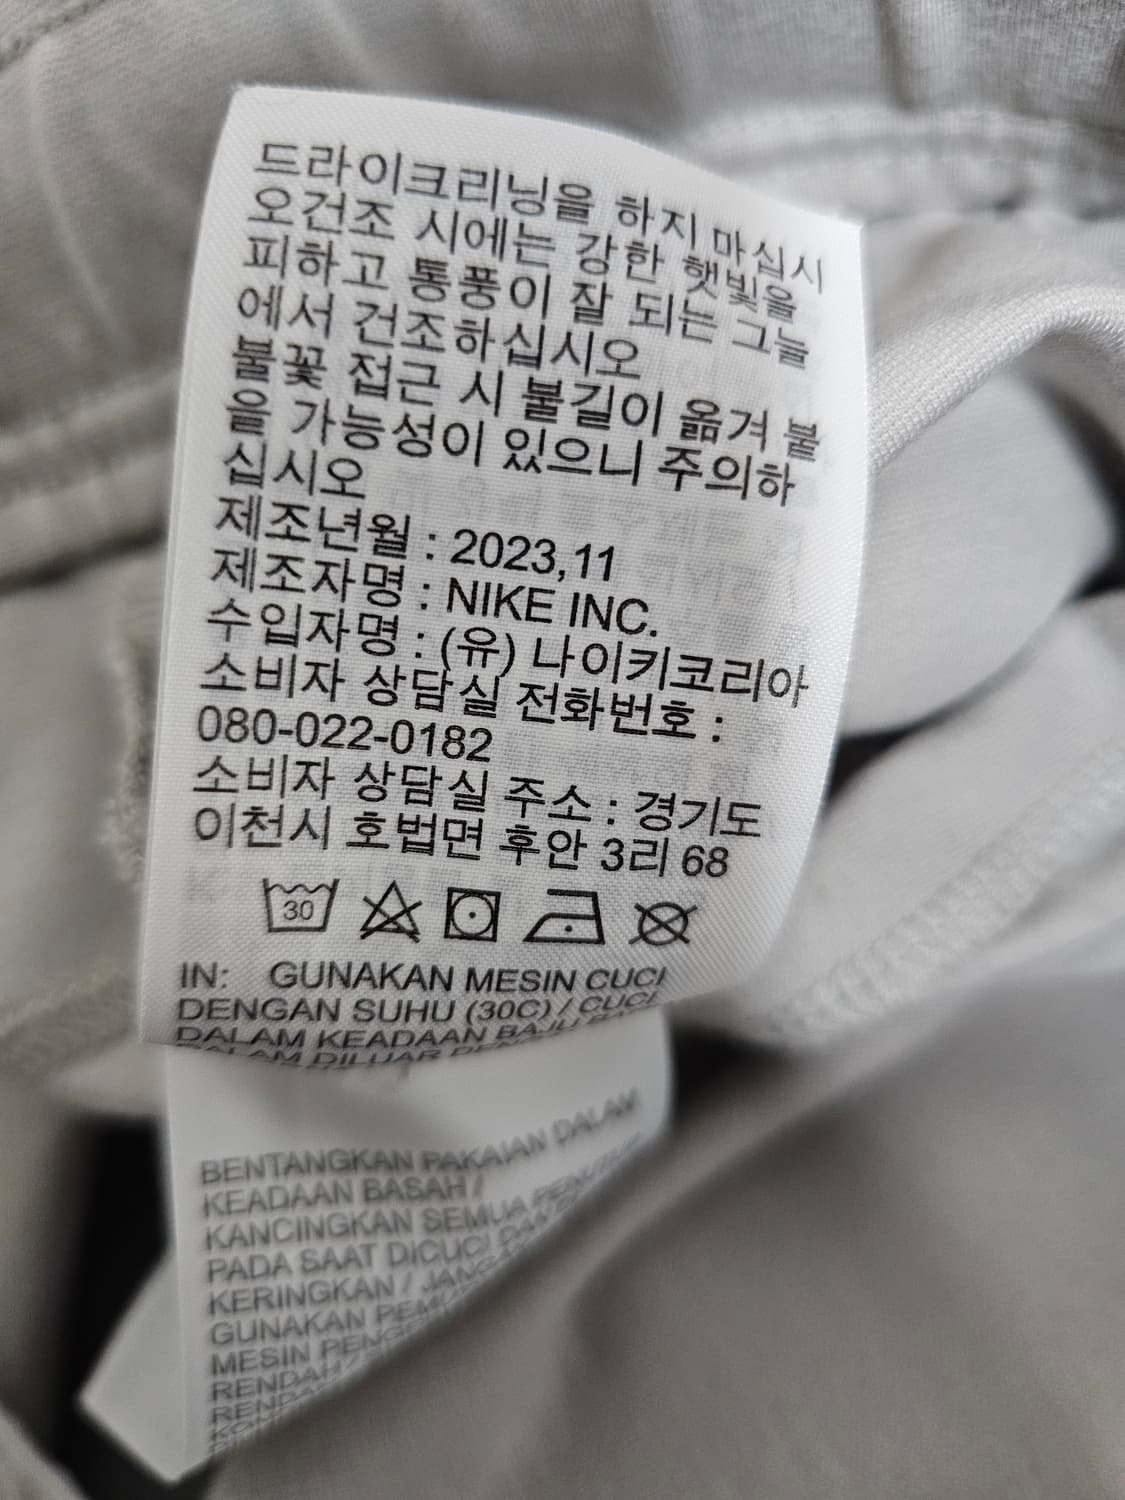 드라이크리닝을 하지 마십시
오건조 시에는 강한 햇빛을
피하고 통풍이 잘 되는 그늘
에서 건조하십시오
불꽃 접근 시 불길이 옮겨 붙
을 가능성이 있으니 주의하
십시오
제조년월 : 2023,11
제조자명 : NIKE INC.
수입자명 : (유) 나이키코리아
소비자 상담실 전화번호 :
080-022-0182
소비자 상담실 주소 : 경기도
이천시 호법면 후안 3리 68
30
IN: GUNAKAN MESIN CUCI
DENGAN SUHU (30C) / CUCI
DALAM KEADAAN BAJU
DALAM DILUAR
BENTANGKAN PAKAIAN DALAM
KEADAAN BASAH /
KANCINGKAN SEMUA
PADA SAAT DICUCI DAN
KERINGKAN /
GUNAKAN
MESIN
RENDAH /